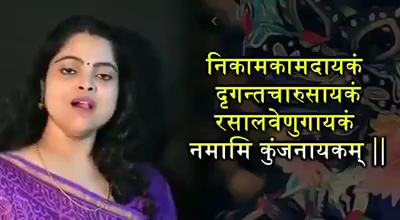 निकामकामदायकं
दृगन्तचारुसायकं
रसालवेणुगायकं
नमामि कुंजनायकम् ||